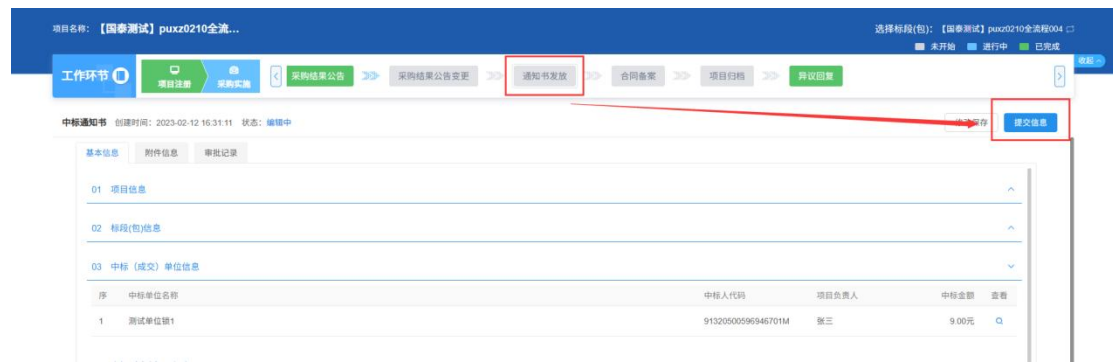 项目名称: 【国泰测试】puxz0210全流...
选择标段(包): 【国泰测试】puxz0210全流程004
未开始 进行中 已完成
收起
工作环节 项目注册 采购实施 采购结果公告 采购结果公告变更 通知书发放 合同备案 项目归档 异议回复
中标通知书 创建时间: 2023-02-12 16:31:11 状态: 编辑中
存 提交信息
基本信息 附件信息 审批记录
01 项目信息
02 标段(包)信息
03 中标（成交）单位信息
序 中标单位名称 中标人代码 项目负责人 中标金额 查看
1 测试单位锁1 9132050059694670​1M 张三 9.00元